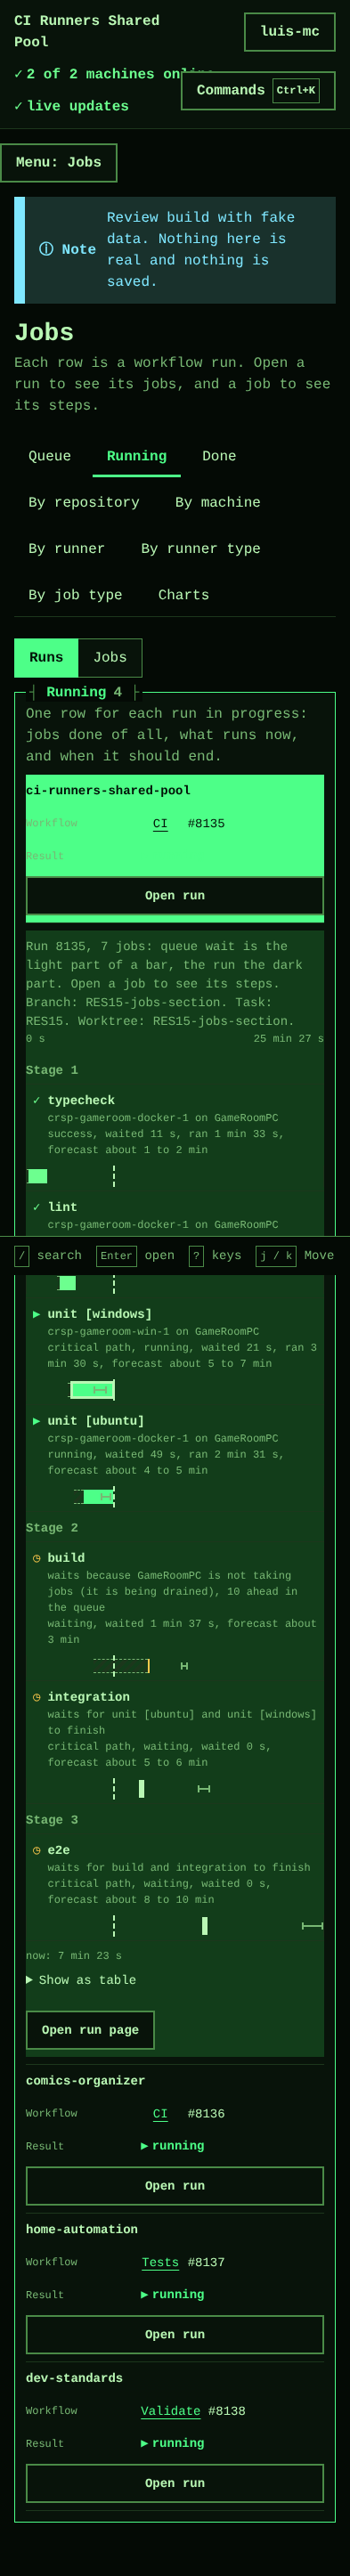 CI Runners Shared
Pool
luis-mc
✓ 2 of 2 machines
Commands Ctrl+K
✓ live updates
Menu: Jobs
ⓘ Note
Review build with fake
data. Nothing here is
real and nothing is
saved.
Jobs
Each row is a workflow run. Open a
run to see its jobs, and a job to see
its steps.
Queue Running Done
By repository By machine
By runner By runner type
By job type Charts
Runs Jobs
Running 4
One row for each run in progress:
jobs done of all, what runs now,
and when it should end.
ci-runners-shared-pool
Workflow CI #8135
Result
Open run
Run 8135, 7 jobs: queue wait is the
light part of a bar, the run the dark
part. Open a job to see its steps.
Branch: RES15-jobs-section. Task:
RES15. Worktree: RES15-jobs-section.
0 s 25 min 27 s
Stage 1
✓ typecheck
crsp-gameroom-docker-1 on GameRoomPC
success, waited 11 s, ran 1 min 33 s,
forecast about 1 to 2 min
✓ lint
crsp-gameroom-docker-1 on GameRoomPC
/ search Enter open ? keys j / k Move
▶ unit [windows]
crsp-gameroom-win-1 on GameRoomPC
critical path, running, waited 21 s, ran 3
min 30 s, forecast about 5 to 7 min
▶ unit [ubuntu]
crsp-gameroom-docker-1 on GameRoomPC
running, waited 49 s, ran 2 min 31 s,
forecast about 4 to 5 min
Stage 2
◷ build
waits because GameRoomPC is not taking
jobs (it is being drained), 10 ahead in
the queue
waiting, waited 1 min 37 s, forecast about
3 min
◷ integration
waits for unit [ubuntu] and unit [windows]
to finish
critical path, waiting, waited 0 s,
forecast about 5 to 6 min
Stage 3
◷ e2e
waits for build and integration to finish
critical path, waiting, waited 0 s,
forecast about 8 to 10 min
now: 7 min 23 s
▶ Show as table
Open run page
comics-organizer
Workflow CI #8136
Result ▶ running
Open run
home-automation
Workflow Tests #8137
Result ▶ running
Open run
dev-standards
Workflow Validate #8138
Result ▶ running
Open run